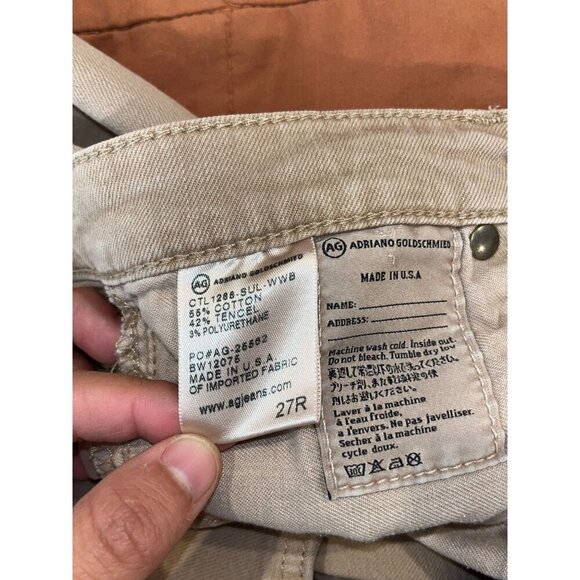 AG ADRIANO GOLDSCHMIED
CTL1288-SUL-WWB
55% COTTON
42% TENCEL
3% POLYURETHANE
PO#AG-25552
BW12075
MADE IN U.S.A
OF IMPORTED FABRIC
www.agjeans.com
27R
AG ADRIANO GOLDSCHMIED
MADE IN U.S.A
NAME:
ADDRESS:
Machine wash cold. Inside out.
Do not bleach. Tumble dry low.
Laver à la machine
à l'eau froide,
a l'envers. Ne pas javelliser.
Secher à la machine
cycle doux.